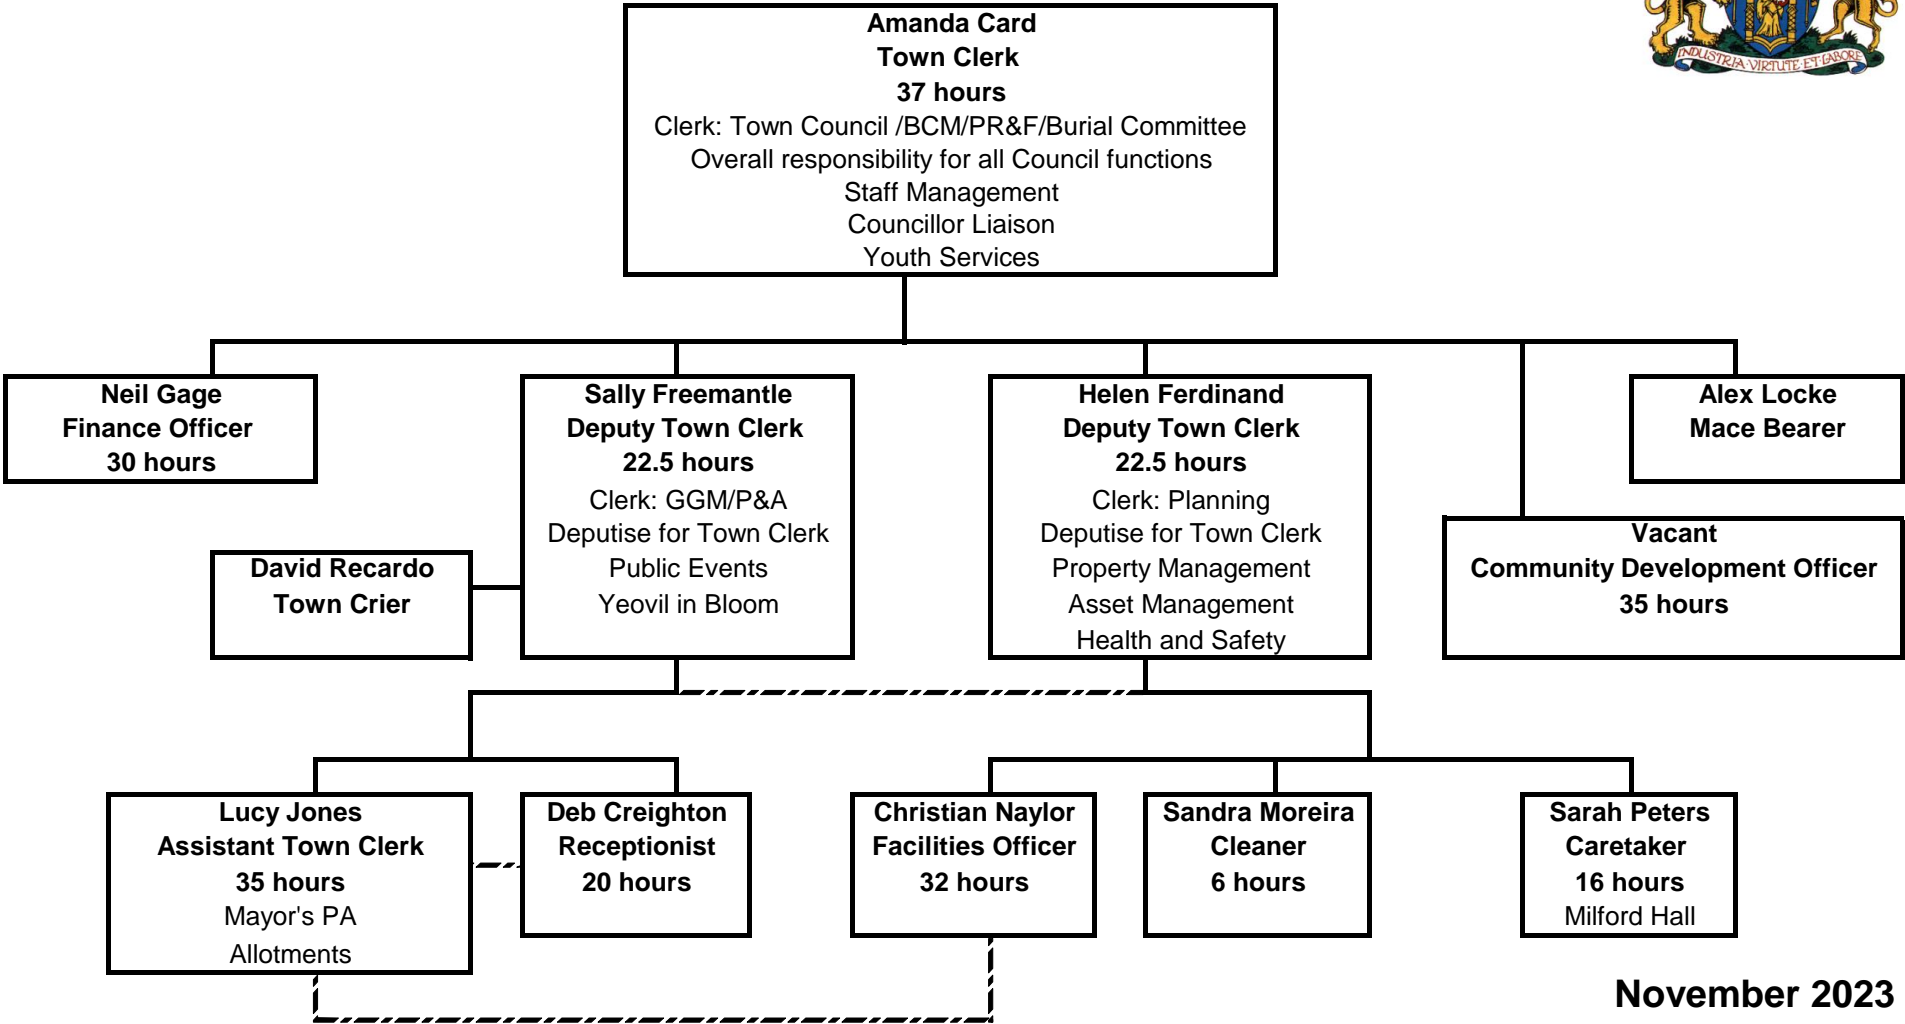 INDUSTRIA·VIRTUTE·ET·LABORE
Amanda Card
Town Clerk
37 hours
Clerk: Town Council /BCM/PR&F/Burial Committee
Overall responsibility for all Council functions
Staff Management
Councillor Liaison
Youth Services
Neil Gage
Finance Officer
30 hours
Sally Freemantle
Deputy Town Clerk
22.5 hours
Clerk: GGM/P&A
Deputise for Town Clerk
Public Events
Yeovil in Bloom
Helen Ferdinand
Deputy Town Clerk
22.5 hours
Clerk: Planning
Deputise for Town Clerk
Property Management
Asset Management
Health and Safety
Alex Locke
Mace Bearer
David Recardo
Town Crier
Vacant
Community Development Officer
35 hours
Lucy Jones
Assistant Town Clerk
35 hours
Mayor's PA
Allotments
Deb Creighton
Receptionist
20 hours
Christian Naylor
Facilities Officer
32 hours
Sandra Moreira
Cleaner
6 hours
Sarah Peters
Caretaker
16 hours
Milford Hall
November 2023